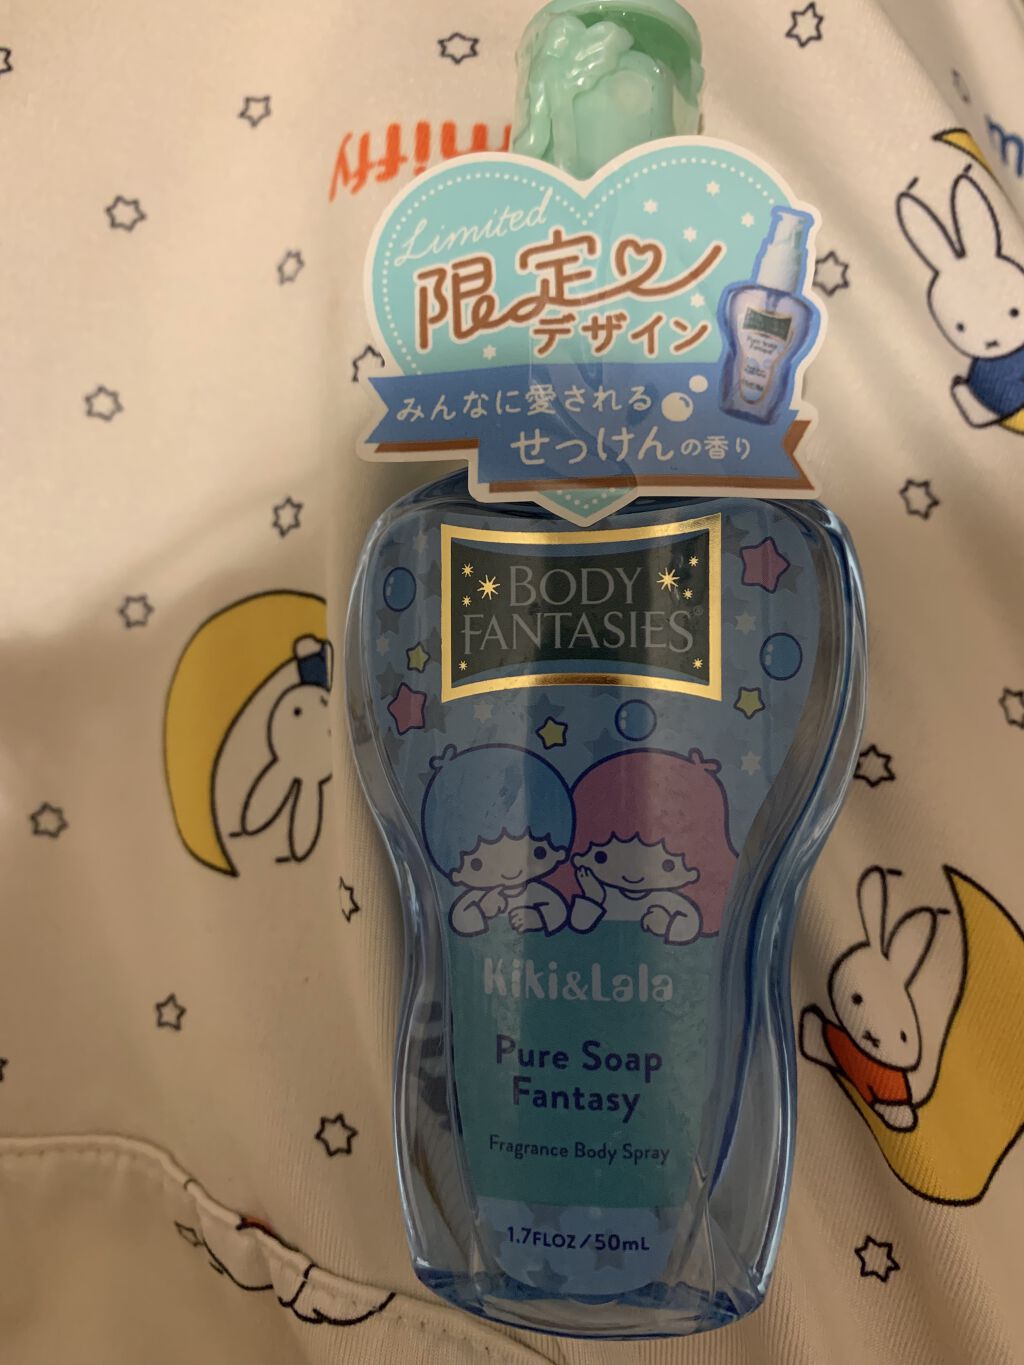 miffy
Limited
限定
デザイン
みんなに愛される
せっけんの香り
BODY
FANTASIES®
Kiki&Lala
Pure Soap
Fantasy
Fragrance Body Spray
1.7FLOZ/50mL